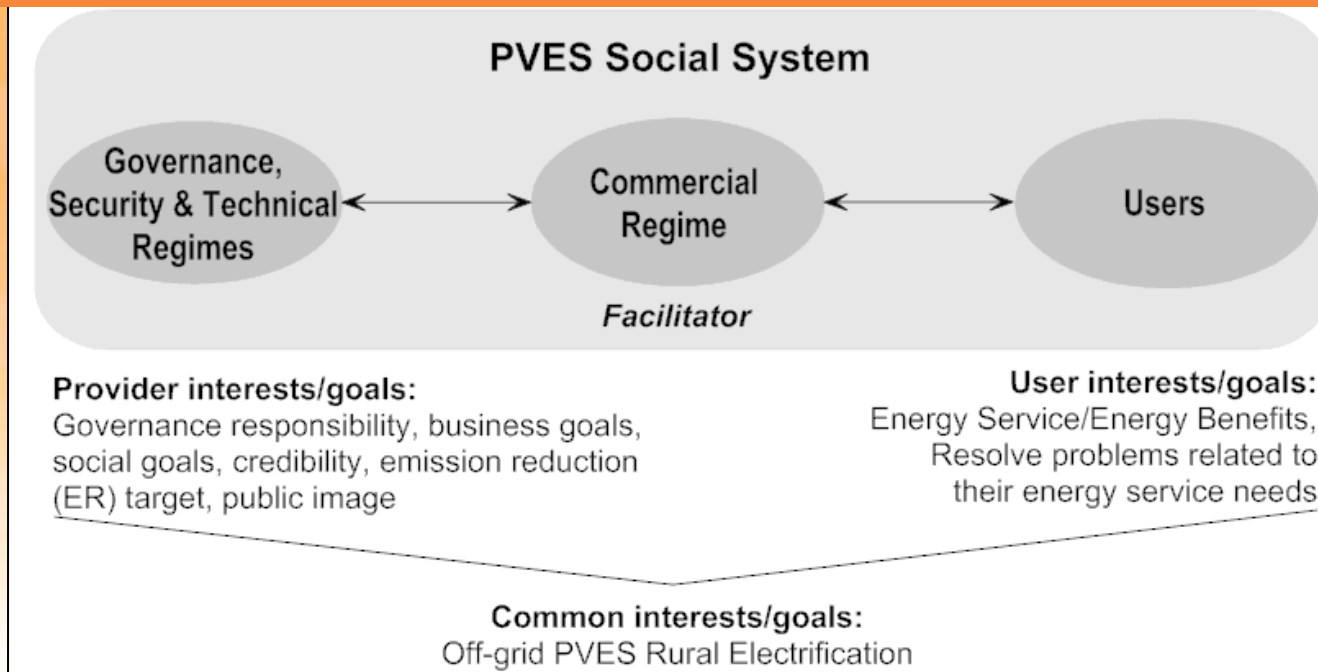 PVES Social System
Governance,
Security & Technical
Regimes
Commercial
Regime
Users
Facilitator
Provider interests/goals:
Governance responsibility, business goals,
social goals, credibility, emission reduction
(ER) target, public image
User interests/goals:
Energy Service/Energy Benefits,
Resolve problems related to
their energy service needs
Common interests/goals:
Off-grid PVES Rural Electrification